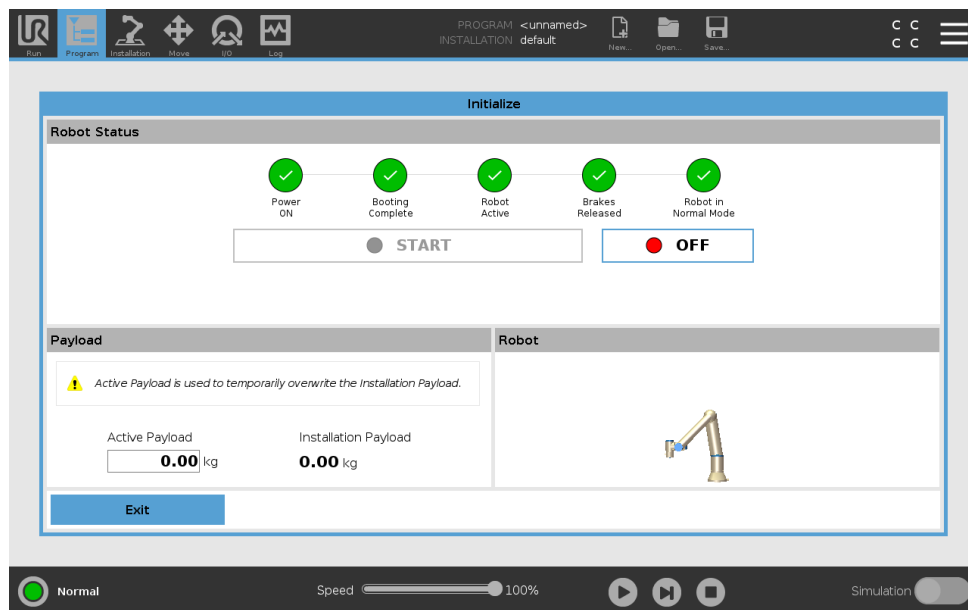 PROGRAM <unnamed>
INSTALLATION default
UR
Run
Program
Installation
Move
I/O
Log
New...
Open...
Save...
C C
C C
Initialize
Robot Status
Power
ON
Booting
Complete
Robot
Active
Brakes
Released
Robot in
Normal Mode
START
OFF
Payload
Robot
Active Payload is used to temporarily overwrite the Installation Payload.
Active Payload
Installation Payload
0.00 kg
0.00 kg
Exit
Normal
Speed
100%
Simulation